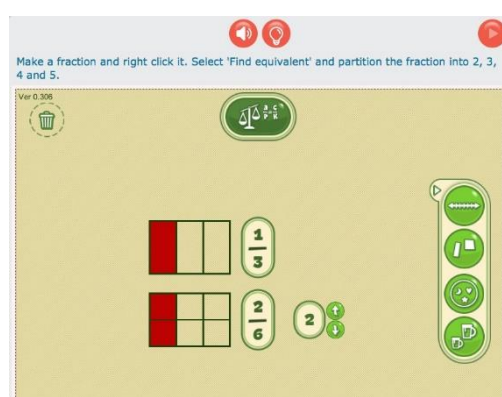 Make a fraction and right click it. Select 'Find equivalent' and partition the fraction into 2, 3,
4 and 5.
Ver 0.306
1
3
2
6
2